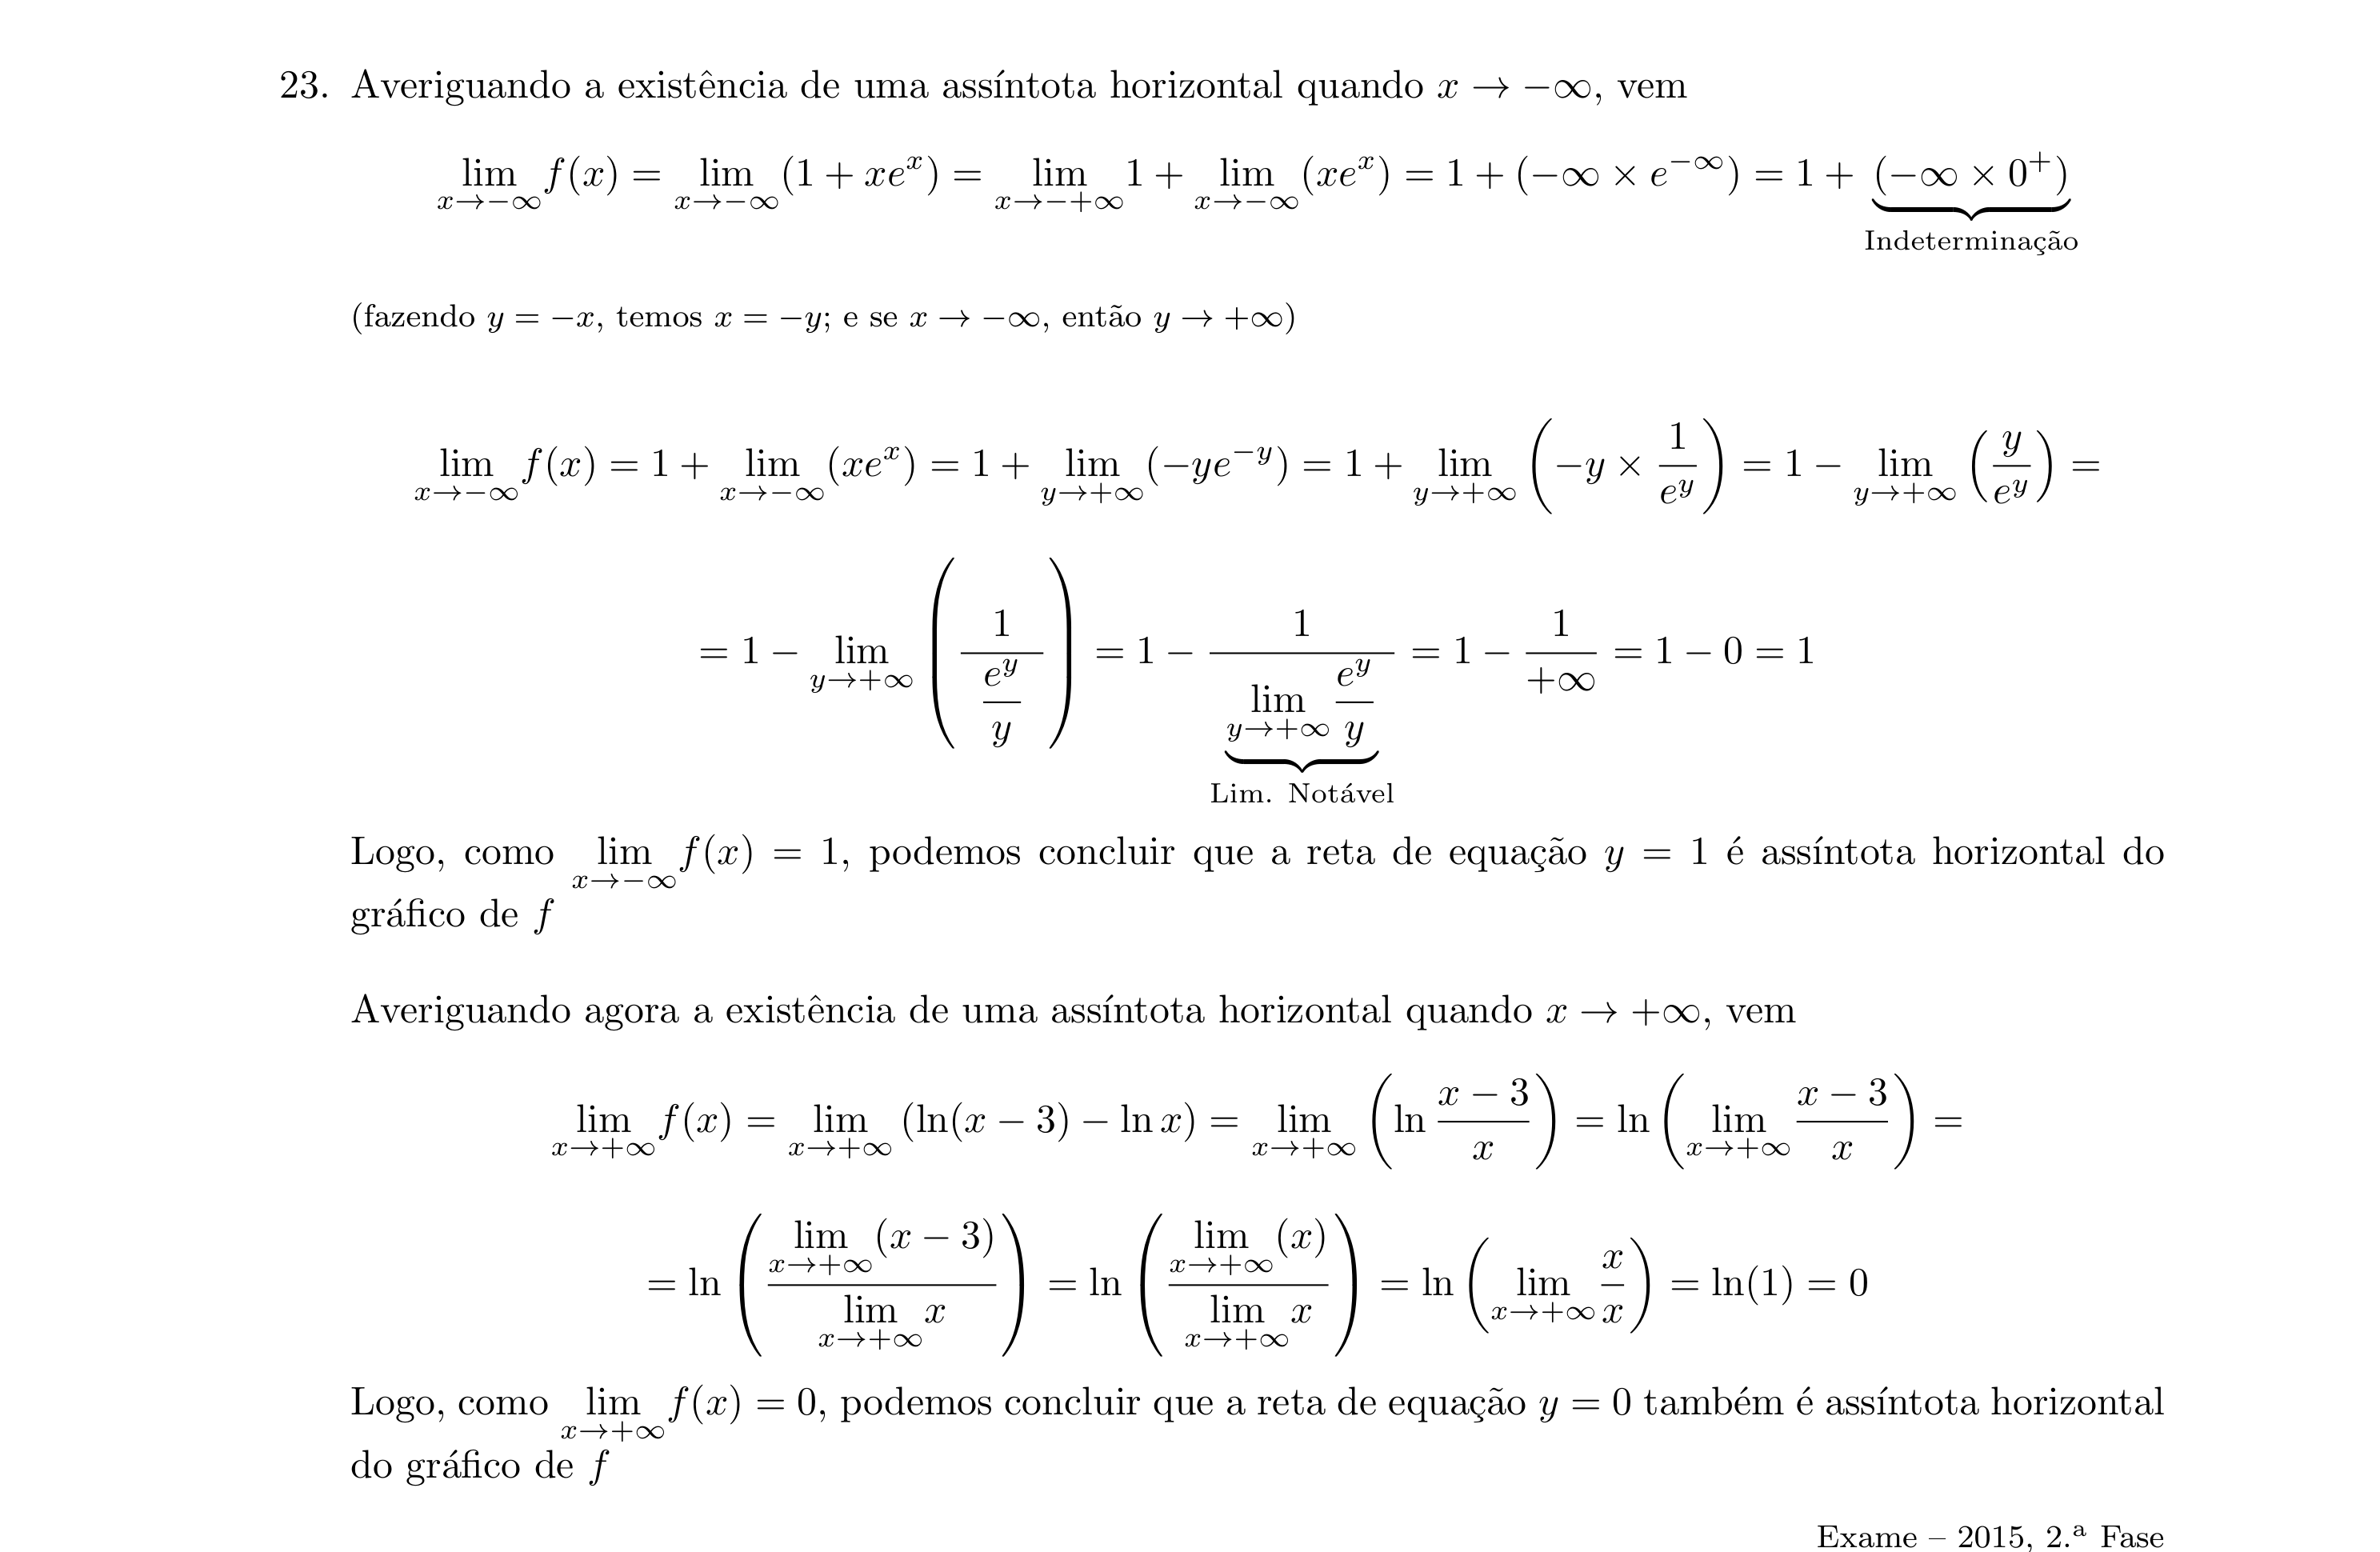 23. Averiguando a existência de uma assíntota horizontal quando $x \to -\infty$, vem
$\lim_{x \to -\infty} f(x) = \lim_{x \to -\infty} (1 + xe^x) = \lim_{x \to -+\infty} 1 + \lim_{x \to -\infty} (xe^x) = 1 + (-\infty \times e^{-\infty}) = 1 + \underbrace{(-\infty \times 0^+)}_{\text{Indeterminação}}$
(fazendo $y = -x$, temos $x = -y$; e se $x \to -\infty$, então $y \to +\infty$)
$\lim_{x \to -\infty} f(x) = 1 + \lim_{x \to -\infty} (xe^x) = 1 + \lim_{y \to +\infty} (-ye^{-y}) = 1 + \lim_{y \to +\infty} \left(-y \times \frac{1}{e^y}\right) = 1 - \lim_{y \to +\infty} \left(\frac{y}{e^y}\right) =$
$= 1 - \lim_{y \to +\infty} \left(\frac{1}{\frac{e^y}{y}}\right) = 1 - \frac{1}{\underbrace{\lim_{y \to +\infty} \frac{e^y}{y}}_{\text{Lim. Notável}}} = 1 - \frac{1}{+\infty} = 1 - 0 = 1$
Logo, como $\lim_{x \to -\infty} f(x) = 1$, podemos concluir que a reta de equação $y = 1$ é assíntota horizontal do
gráfico de $f$
Averiguando agora a existência de uma assíntota horizontal quando $x \to +\infty$, vem
$\lim_{x \to +\infty} f(x) = \lim_{x \to +\infty} (\ln(x - 3) - \ln x) = \lim_{x \to +\infty} \left(\ln \frac{x - 3}{x}\right) = \ln \left(\lim_{x \to +\infty} \frac{x - 3}{x}\right) =$
$= \ln \left(\frac{\lim_{x \to +\infty} (x - 3)}{\lim_{x \to +\infty} x}\right) = \ln \left(\frac{\lim_{x \to +\infty} (x)}{\lim_{x \to +\infty} x}\right) = \ln \left(\lim_{x \to +\infty} \frac{x}{x}\right) = \ln(1) = 0$
Logo, como $\lim_{x \to +\infty} f(x) = 0$, podemos concluir que a reta de equação $y = 0$ também é assíntota horizontal
do gráfico de $f$
Exame – 2015, 2.ª Fase